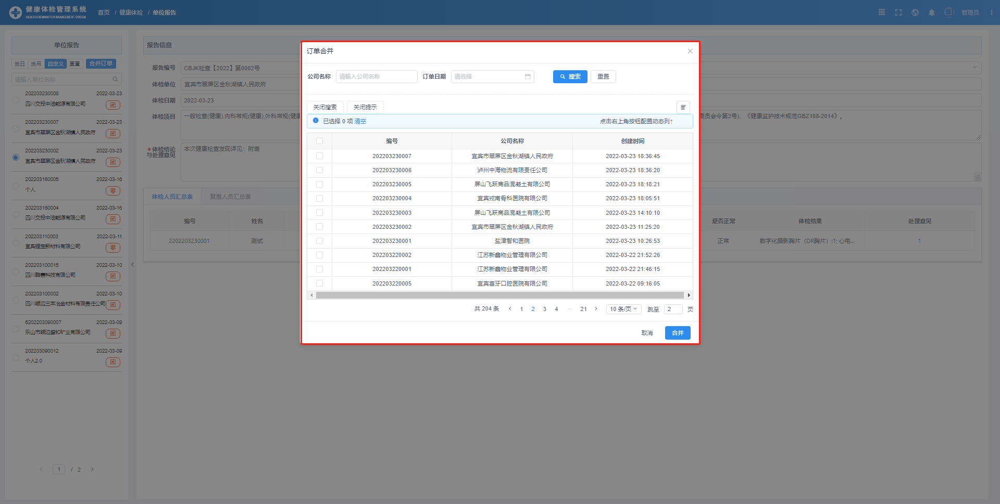 健康体检管理系统
HEALTH EXMINATION MANAGEMENT SYSTEM
首页 / 健康体检 / 单位报告
管理员
单位报告
当日 当月 自定义 重置 合并订单
请输入单位名称
202203230008 2022-03-23
四川交投中油能源有限公司 团
202203230007 2022-03-23
宜宾市翠屏区金秋湖镇人民政府 团
202203230002 2022-03-23
宜宾市翠屏区金秋湖镇人民政府 团
202203160005 2022-03-16
个人 零
202203160004 2022-03-16
四川交投中油能源有限公司 团
202203110003 2022-03-11
宜宾锂宝新材料有限公司 零
202203100015 2022-03-10
四川酷赛科技有限公司 团
202203100002 2022-03-10
四川峨边三丰冶金材料有限责任公司 团
6202203090007 2022-03-09
乐山市峨边盛和矿业有限公司 团
202203090012 2022-03-09
个人2.0 团
1 / 2
报告信息
报告编号 CBJK检查【2022】第0002号
体检单位 宜宾市翠屏区金秋湖镇人民政府
体检日期 2022-03-23
体检项目 一般检查(健康),内科常规(健康),外科常规(健康
委员会令第2号)、《健康监护技术规范GBZ188-2014》。
*体检结论与处理意见 本次健康检查发现详见：附表
选
体检人员汇总表 复查人员汇总表
编号 姓名 是否正常 体检结果 处理意见
2202203230001 测试 正常 数字化摄影胸片（DR胸片）:1; 心电... 1
订单合并
公司名称 请输入公司名称 订单日期 请选择 搜索 重置
关闭搜索 关闭提示
已选择 0 项 清空 点击右上角按钮配置动态列↑
编号 公司名称 创建时间
202203230007 宜宾市翠屏区金秋湖镇人民政府 2022-03-23 18:36:45
202203230006 泸州中海物流有限责任公司 2022-03-23 18:36:20
202203230005 屏山飞跃商品混凝土有限公司 2022-03-23 18:18:21
202203230004 宜宾戎南骨科医院有限公司 2022-03-23 18:05:51
202203230003 屏山飞跃商品混凝土有限公司 2022-03-23 14:10:10
202203230002 宜宾市翠屏区金秋湖镇人民政府 2022-03-23 11:25:20
202203230001 盐津智和医院 2022-03-23 10:26:53
202203220002 江苏新鑫物业管理有限公司 2022-03-22 21:52:26
202203220001 江苏新鑫物业管理有限公司 2022-03-22 21:46:15
202203220005 宜宾喜牙口腔医院有限公司 2022-03-22 09:16:05
共 204 条 1 2 3 4 ··· 21 10 条/页 跳至 2 页
取消 合并